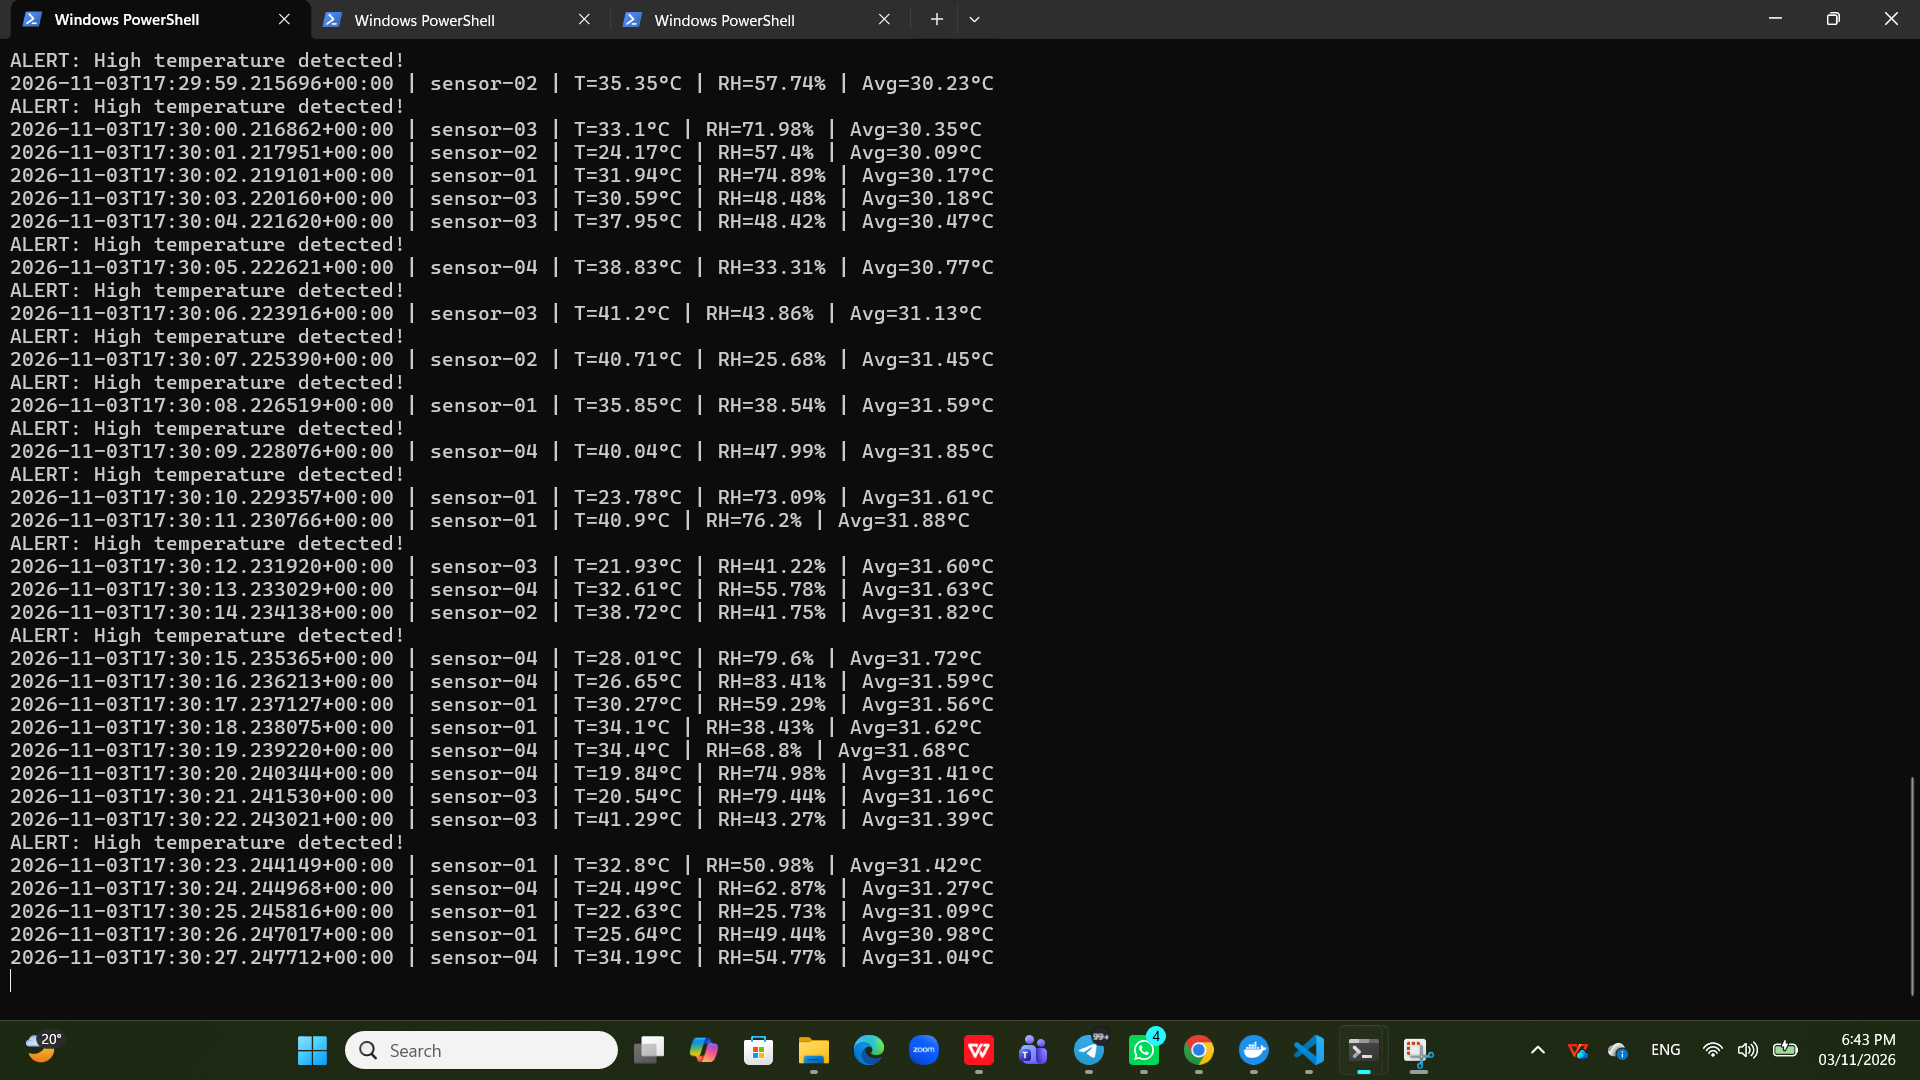 Windows PowerShell
Windows PowerShell
Windows PowerShell
ALERT: High temperature detected!
2026-11-03T17:29:59.215696+00:00 | sensor-02 | T=35.35°C | RH=57.74% | Avg=30.23°C
ALERT: High temperature detected!
2026-11-03T17:30:00.216862+00:00 | sensor-03 | T=33.1°C | RH=71.98% | Avg=30.35°C
2026-11-03T17:30:01.217951+00:00 | sensor-02 | T=24.17°C | RH=57.4% | Avg=30.09°C
2026-11-03T17:30:02.219101+00:00 | sensor-01 | T=31.94°C | RH=74.89% | Avg=30.17°C
2026-11-03T17:30:03.220160+00:00 | sensor-03 | T=30.59°C | RH=48.48% | Avg=30.18°C
2026-11-03T17:30:04.221620+00:00 | sensor-03 | T=37.95°C | RH=48.42% | Avg=30.47°C
ALERT: High temperature detected!
2026-11-03T17:30:05.222621+00:00 | sensor-04 | T=38.83°C | RH=33.31% | Avg=30.77°C
ALERT: High temperature detected!
2026-11-03T17:30:06.223916+00:00 | sensor-03 | T=41.2°C | RH=43.86% | Avg=31.13°C
ALERT: High temperature detected!
2026-11-03T17:30:07.225390+00:00 | sensor-02 | T=40.71°C | RH=25.68% | Avg=31.45°C
ALERT: High temperature detected!
2026-11-03T17:30:08.226519+00:00 | sensor-01 | T=35.85°C | RH=38.54% | Avg=31.59°C
ALERT: High temperature detected!
2026-11-03T17:30:09.228076+00:00 | sensor-04 | T=40.04°C | RH=47.99% | Avg=31.85°C
ALERT: High temperature detected!
2026-11-03T17:30:10.229357+00:00 | sensor-01 | T=23.78°C | RH=73.09% | Avg=31.61°C
2026-11-03T17:30:11.230766+00:00 | sensor-01 | T=40.9°C | RH=76.2% | Avg=31.88°C
ALERT: High temperature detected!
2026-11-03T17:30:12.231920+00:00 | sensor-03 | T=21.93°C | RH=41.22% | Avg=31.60°C
2026-11-03T17:30:13.233029+00:00 | sensor-04 | T=32.61°C | RH=55.78% | Avg=31.63°C
2026-11-03T17:30:14.234138+00:00 | sensor-02 | T=38.72°C | RH=41.75% | Avg=31.82°C
ALERT: High temperature detected!
2026-11-03T17:30:15.235365+00:00 | sensor-04 | T=28.01°C | RH=79.6% | Avg=31.72°C
2026-11-03T17:30:16.236213+00:00 | sensor-04 | T=26.65°C | RH=83.41% | Avg=31.59°C
2026-11-03T17:30:17.237127+00:00 | sensor-01 | T=30.27°C | RH=59.29% | Avg=31.56°C
2026-11-03T17:30:18.238075+00:00 | sensor-01 | T=34.1°C | RH=38.43% | Avg=31.62°C
2026-11-03T17:30:19.239220+00:00 | sensor-04 | T=34.4°C | RH=68.8% | Avg=31.68°C
2026-11-03T17:30:20.240344+00:00 | sensor-04 | T=19.84°C | RH=74.98% | Avg=31.41°C
2026-11-03T17:30:21.241530+00:00 | sensor-03 | T=20.54°C | RH=79.44% | Avg=31.16°C
2026-11-03T17:30:22.243021+00:00 | sensor-03 | T=41.29°C | RH=43.27% | Avg=31.39°C
ALERT: High temperature detected!
2026-11-03T17:30:23.244149+00:00 | sensor-01 | T=32.8°C | RH=50.98% | Avg=31.42°C
2026-11-03T17:30:24.244968+00:00 | sensor-04 | T=24.49°C | RH=62.87% | Avg=31.27°C
2026-11-03T17:30:25.245816+00:00 | sensor-01 | T=22.63°C | RH=25.73% | Avg=31.09°C
2026-11-03T17:30:26.247017+00:00 | sensor-01 | T=25.64°C | RH=49.44% | Avg=30.98°C
2026-11-03T17:30:27.247712+00:00 | sensor-04 | T=34.19°C | RH=54.77% | Avg=31.04°C
20°
Search
zoom
99+
4
ENG
6:43 PM
03/11/2026